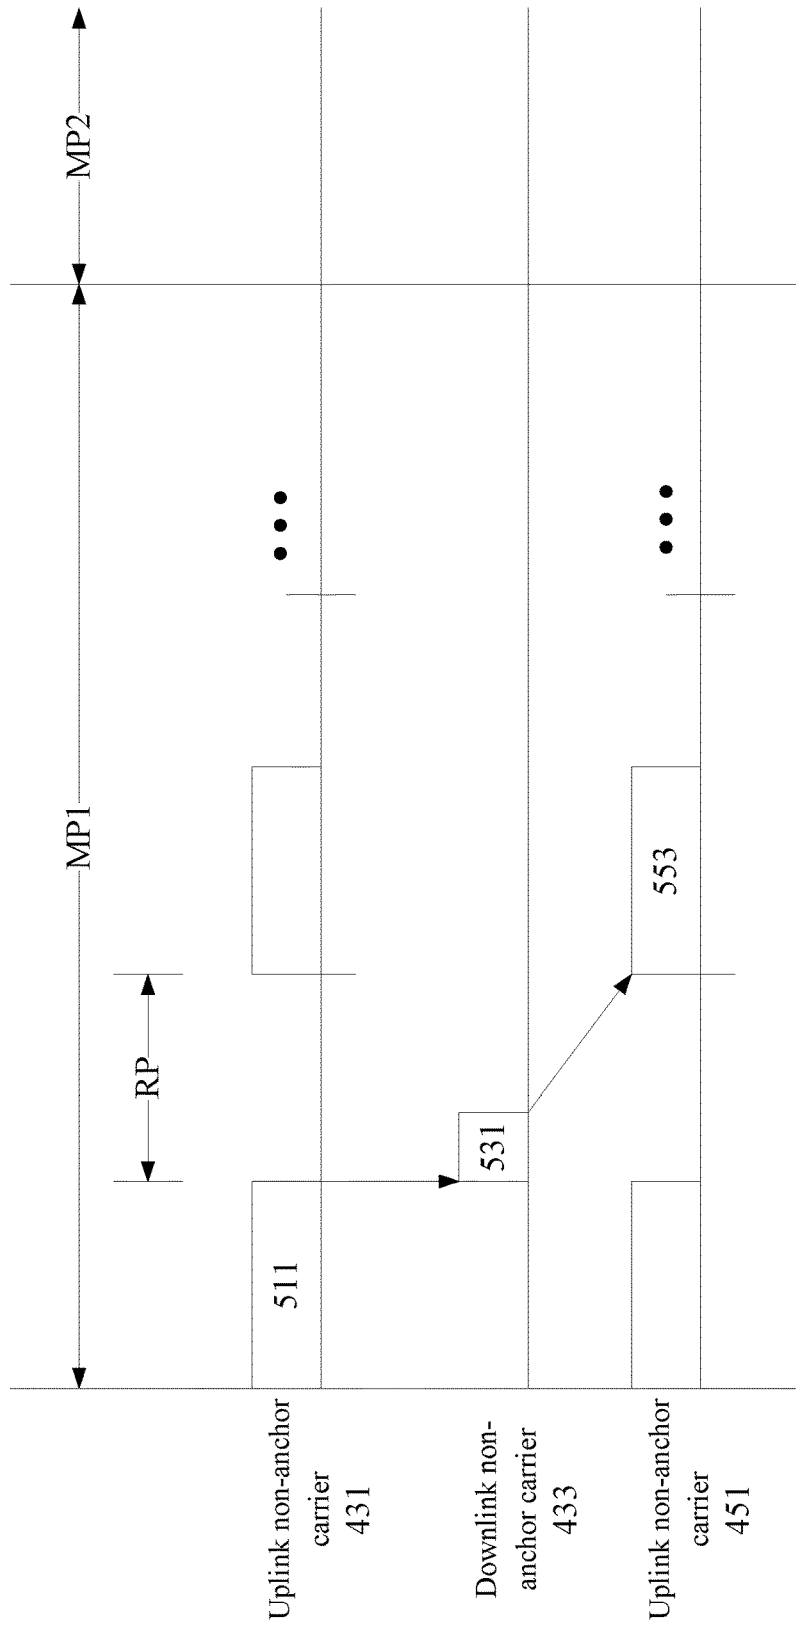 MP1
MP2
RP
Uplink non-anchor
carrier
431
511
Downlink non-
anchor carrier
433
531
Uplink non-anchor
carrier
451
553